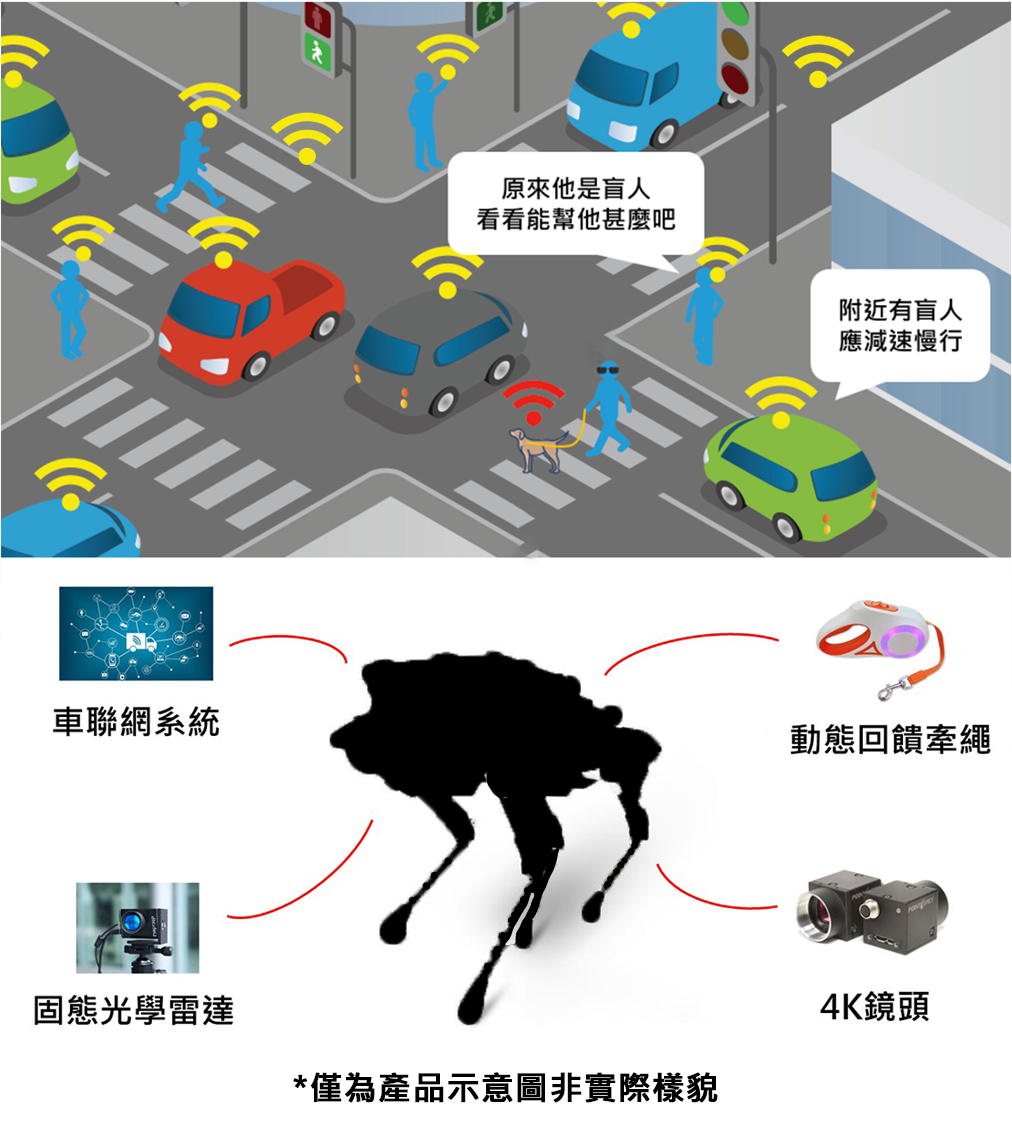 原來他是盲人
看看能幫他甚麼吧
附近有盲人
應減速慢行
車聯網系統
動態回饋牽繩
固態光學雷達
4K鏡頭
*僅為產品示意圖非實際樣貌